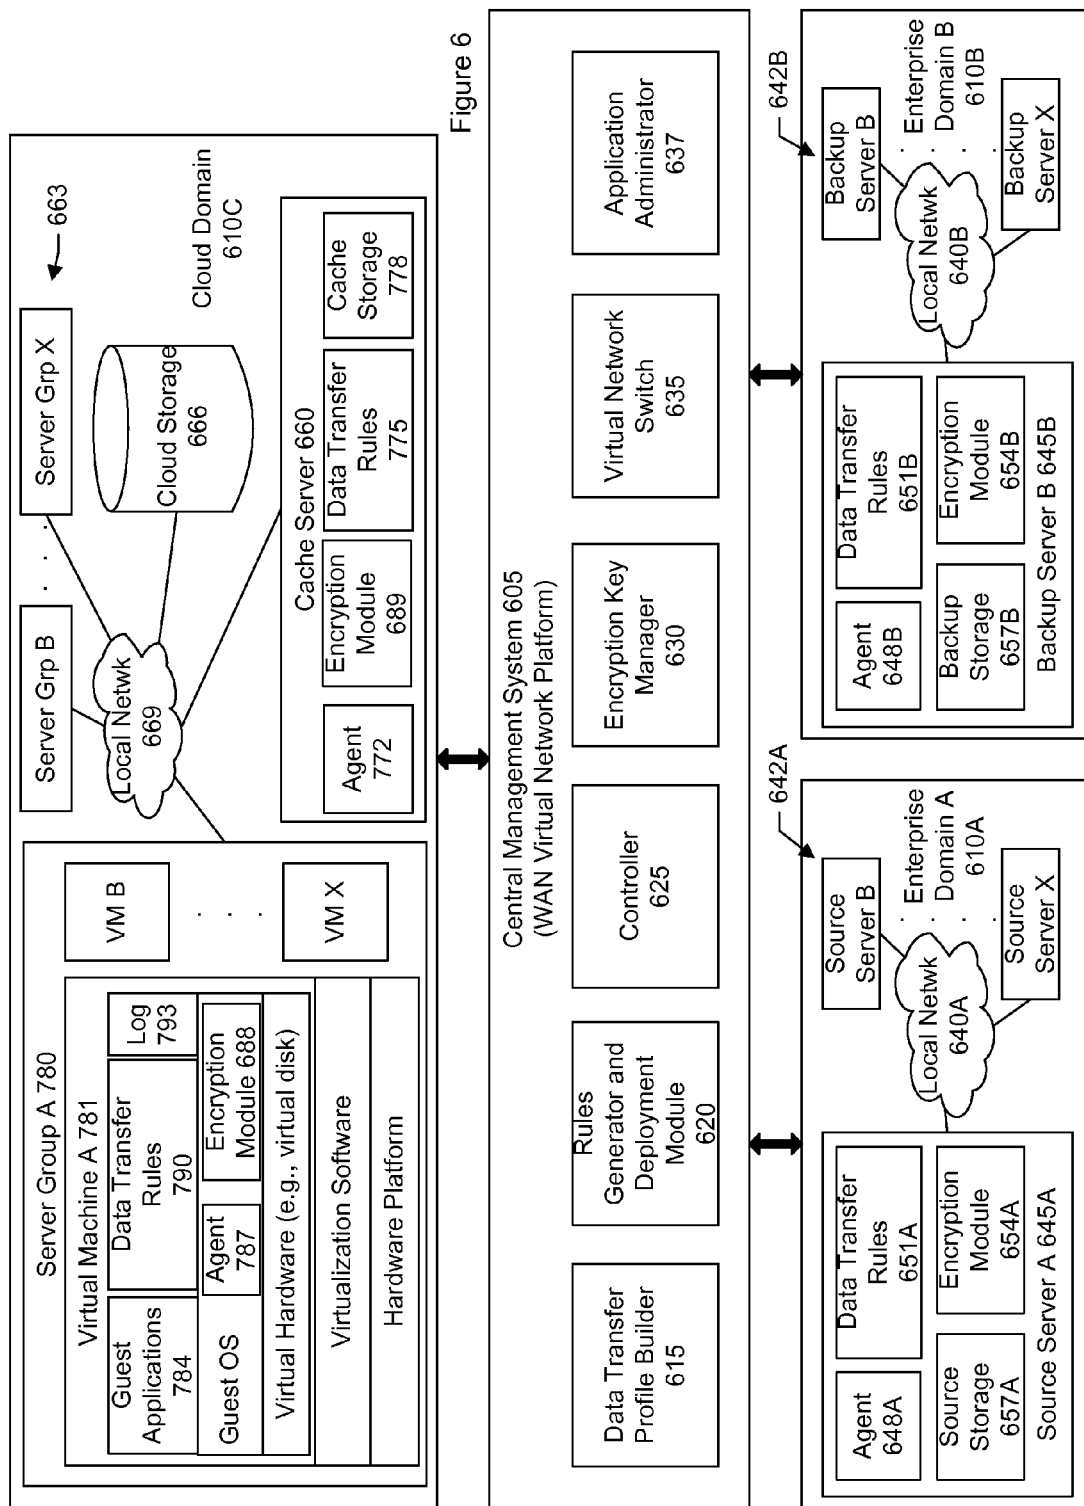 Server Group A 780
Virtual Machine A 781
Guest
Applications
784
Data Transfer
Rules
790
Log
793
Guest OS
Agent
787
Encryption
Module 688
Virtual Hardware (e.g., virtual disk)
Virtualization Software
Hardware Platform
VM B
. . .
VM X
Server Grp B
. . .
Server Grp X
663
Local Netwk
669
Cloud Storage
666
Cloud Domain
610C
Cache Server 660
Agent
772
Encryption
Module
689
Data Transfer
Rules
775
Cache
Storage
778
Figure 6
Central Management System 605
(WAN Virtual Network Platform)
Data Transfer
Profile Builder
615
Rules
Generator and
Deployment
Module
620
Controller
625
Encryption Key
Manager
630
Virtual Network
Switch
635
Application
Administrator
637
642A
Agent
648A
Data Transfer
Rules
651A
Source
Storage
657A
Encryption
Module
654A
Source Server A 645A
Local Netwk
640A
Source
Server B
Enterprise
Domain A
610A
. . .
Source
Server X
642B
Agent
648B
Data Transfer
Rules
651B
Backup
Storage
657B
Encryption
Module
654B
Backup Server B 645B
Local Netwk
640B
Backup
Server B
Enterprise
Domain B
610B
. . .
Backup
Server X